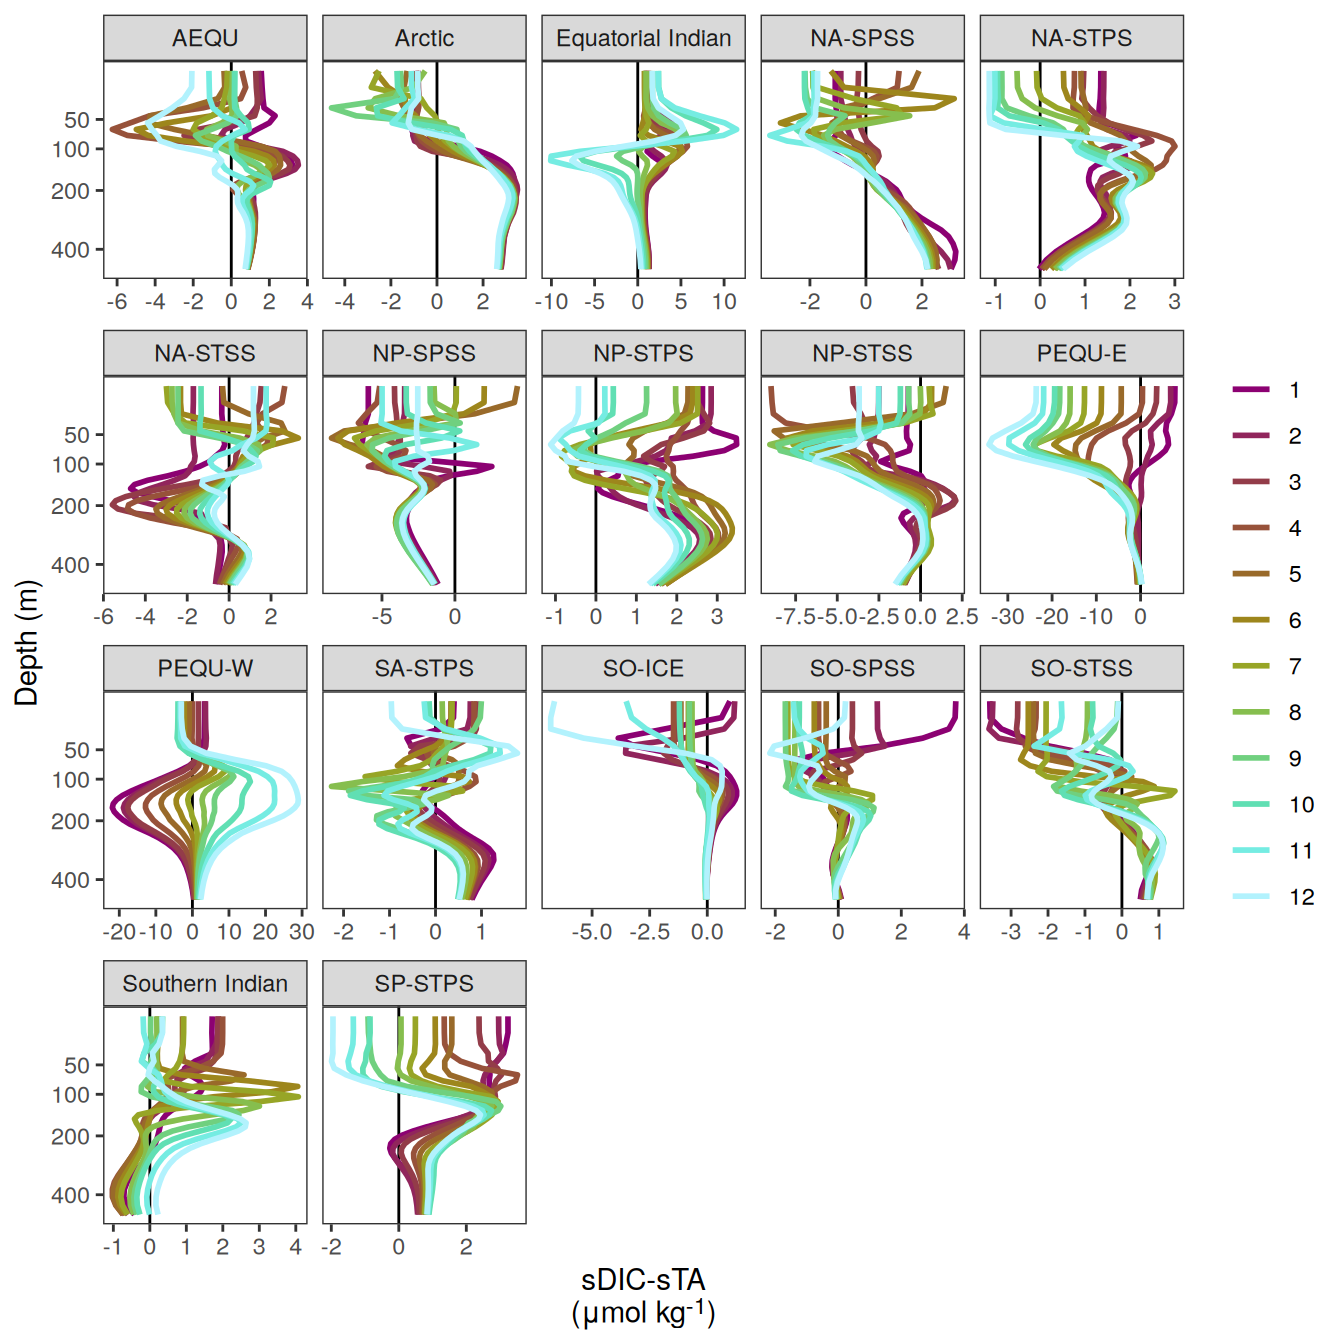 AEQU Arctic Equatorial Indian NA-SPSS NA-STPS
50
100
200
400
-6 -4 -2 0 2 4 -4 -2 0 2 -10 -5 0 5 10 -2 0 2 -1 0 1 2 3
NA-STSS NP-SPSS NP-STPS NP-STSS PEQU-E
50
100
200
400
-6 -4 -2 0 2 -5 0 -1 0 1 2 3 -7.5 -5.0 -2.5 0.0 2.5 -30 -20 -10 0
PEQU-W SA-STPS SO-ICE SO-SPSS SO-STSS
50
100
200
400
-20 -10 0 10 20 30 -2 -1 0 1 -5.0 -2.5 0.0 -2 0 2 4 -3 -2 -1 0 1
Southern Indian SP-STPS
50
100
200
400
-1 0 1 2 3 4 -2 0 2
Depth (m)
sDIC-sTA
(μmol kg-1)
1
2
3
4
5
6
7
8
9
10
11
12